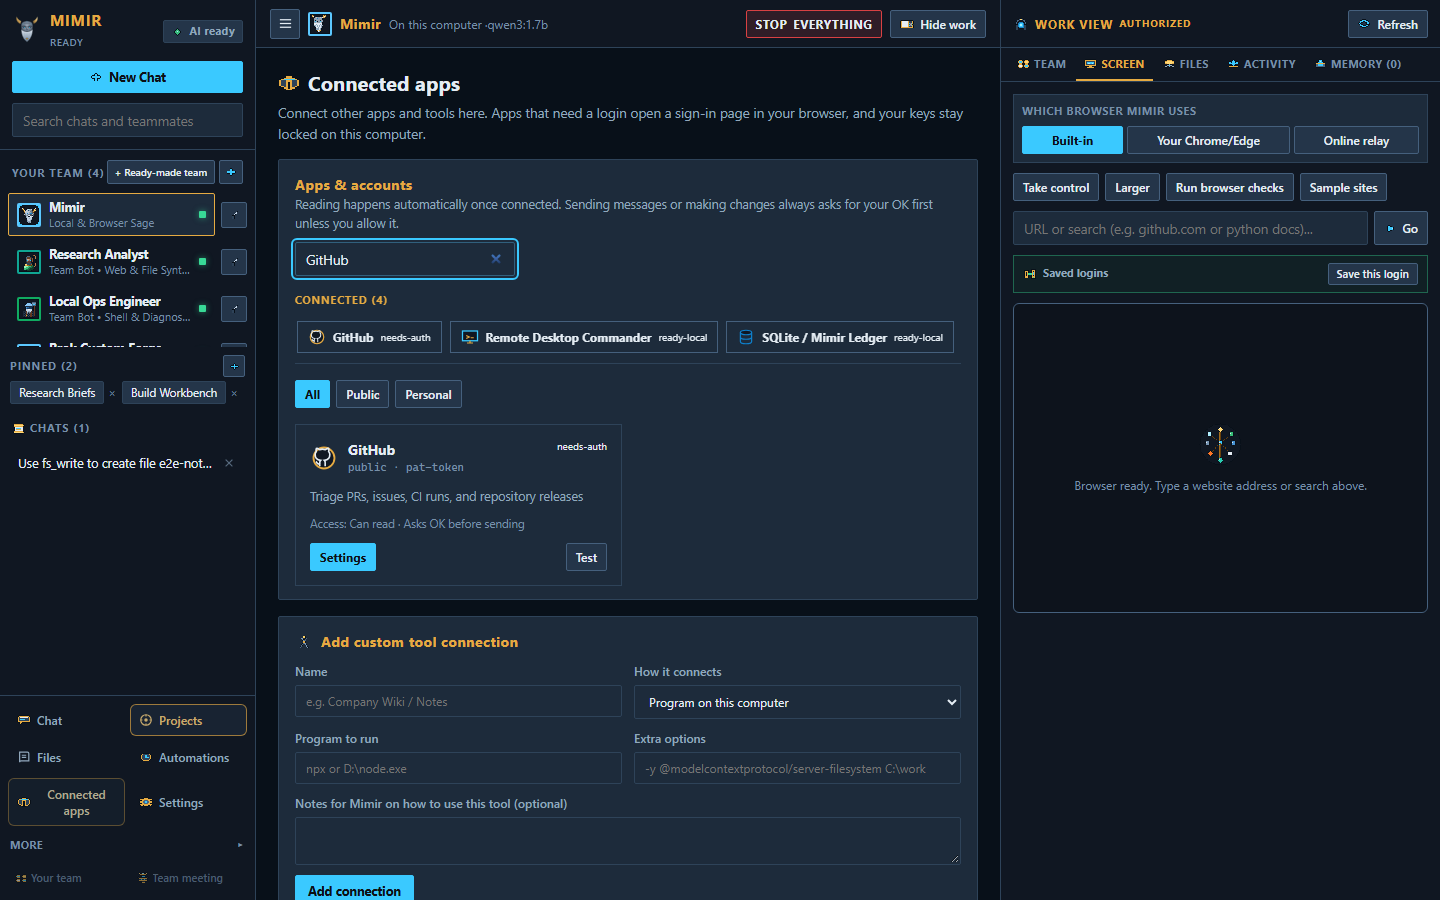 MIMIR
READY
AI ready
New Chat
Search chats and teammates
YOUR TEAM (4)
+ Ready-made team
+
Mimir
Local & Browser Sage
Research Analyst
Team Bot • Web & File Synt...
Local Ops Engineer
Team Bot • Shell & Diagnos...
PINNED (2)
+
Research Briefs ×
Build Workbench ×
CHATS (1)
Use fs_write to create file e2e-not... ×
Chat
Projects
Files
Automations
Connected apps
Settings
MORE
Your team
Team meeting
Mimir
On this computer ·qwen3:1.7b
STOP EVERYTHING
Hide work
Connected apps
Connect other apps and tools here. Apps that need a login open a sign-in page in your browser, and your keys stay
locked on this computer.
Apps & accounts
Reading happens automatically once connected. Sending messages or making changes always asks for your OK first
unless you allow it.
GitHub
CONNECTED (4)
GitHub needs-auth
Remote Desktop Commander ready-local
SQLite / Mimir Ledger ready-local
All
Public
Personal
GitHub
needs-auth
public · pat-token
Triage PRs, issues, CI runs, and repository releases
Access: Can read · Asks OK before sending
Settings
Test
Add custom tool connection
Name
How it connects
e.g. Company Wiki / Notes
Program on this computer
Program to run
Extra options
npx or D:\node.exe
-y @modelcontextprotocol/server-filesystem C:\work
Notes for Mimir on how to use this tool (optional)
Add connection
WORK VIEW AUTHORIZED
Refresh
TEAM
SCREEN
FILES
ACTIVITY
MEMORY (0)
WHICH BROWSER MIMIR USES
Built-in
Your Chrome/Edge
Online relay
Take control
Larger
Run browser checks
Sample sites
URL or search (e.g. github.com or python docs)...
Go
Saved logins
Save this login
Browser ready. Type a website address or search above.